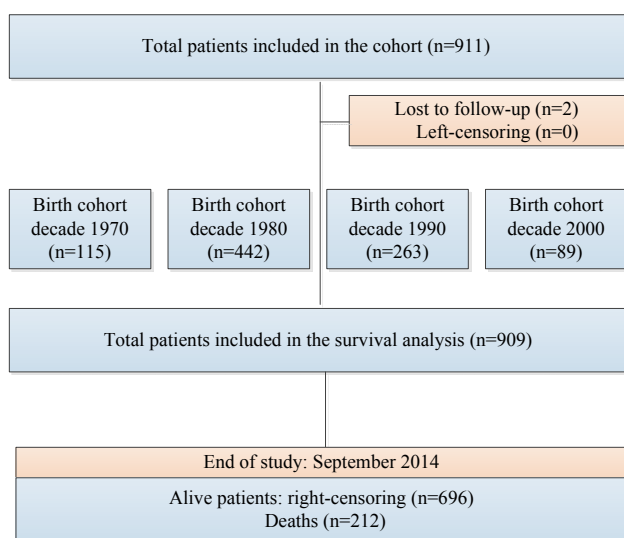 Total patients included in the cohort (n=911)
Lost to follow-up (n=2)
Left-censoring (n=0)
Birth cohort
decade 1970
(n=115)
Birth cohort
decade 1980
(n=442)
Birth cohort
decade 1990
(n=263)
Birth cohort
decade 2000
(n=89)
Total patients included in the survival analysis (n=909)
End of study: September 2014
Alive patients: right-censoring (n=696)
Deaths (n=212)